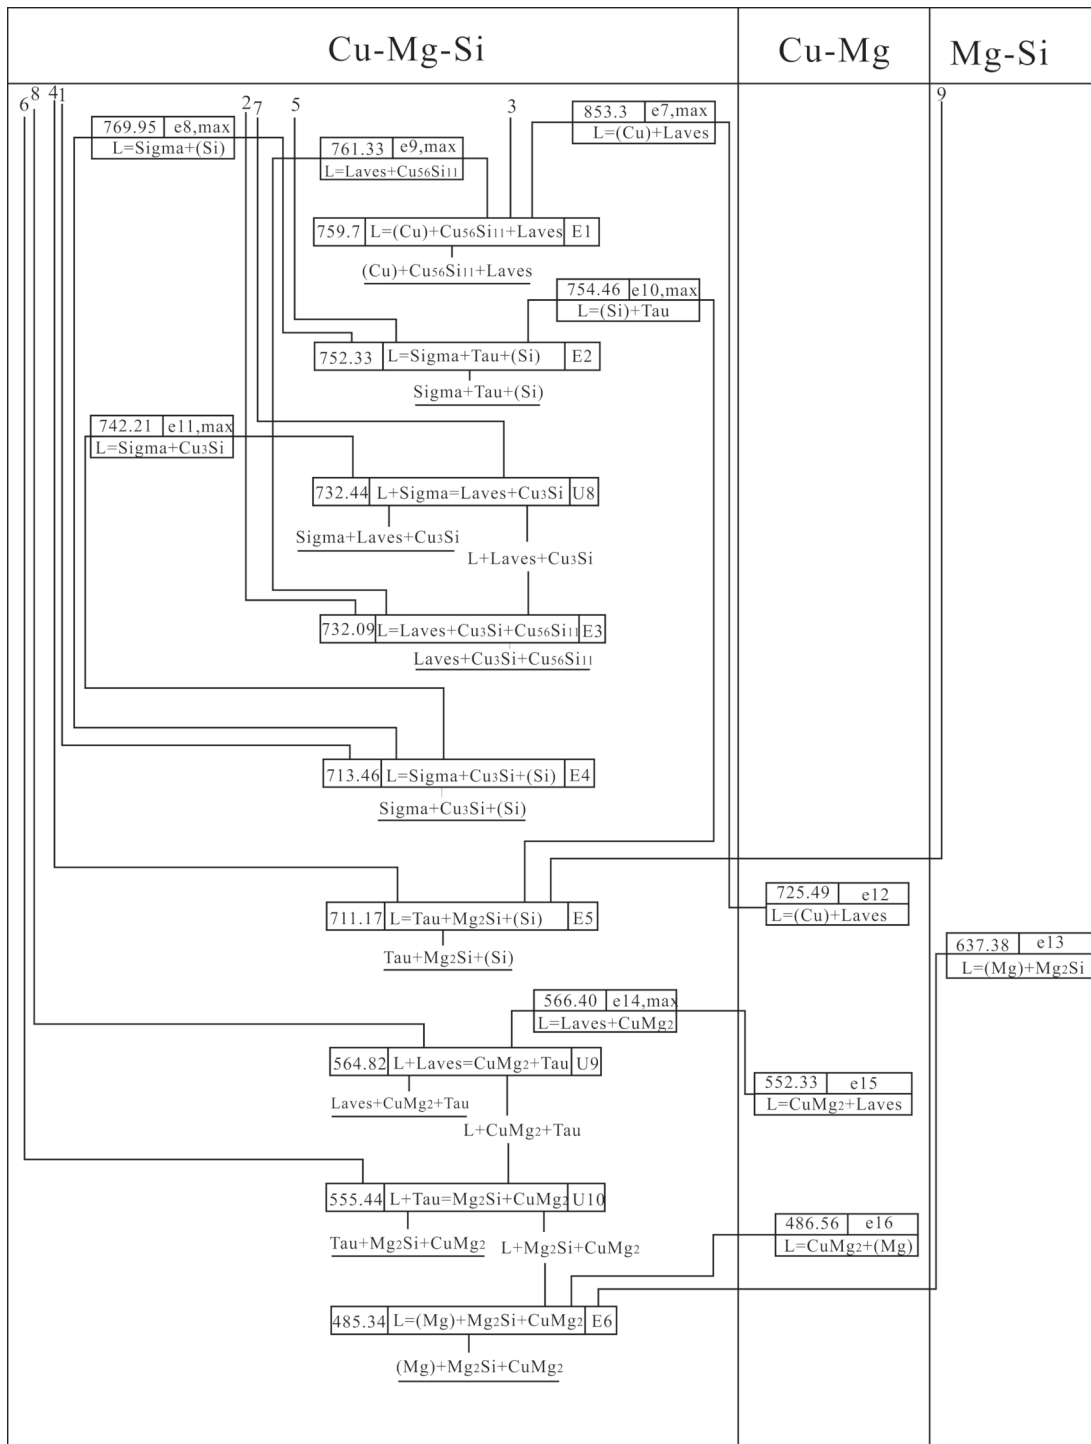 Cu-Mg-Si
Cu-Mg
Mg-Si
6
8
4
1
2
7
5
3
9
769.95 e8,max
L=Sigma+(Si)
853.3 e7,max
L=(Cu)+Laves
761.33 e9,max
L=Laves+Cu56Si11
759.7 L=(Cu)+Cu56Si11+Laves E1
(Cu)+Cu56Si11+Laves
754.46 e10,max
L=(Si)+Tau
752.33 L=Sigma+Tau+(Si) E2
Sigma+Tau+(Si)
742.21 e11,max
L=Sigma+Cu3Si
732.44 L+Sigma=Laves+Cu3Si U8
Sigma+Laves+Cu3Si
L+Laves+Cu3Si
732.09 L=Laves+Cu3Si+Cu56Si11 E3
Laves+Cu3Si+Cu56Si11
713.46 L=Sigma+Cu3Si+(Si) E4
Sigma+Cu3Si+(Si)
725.49 e12
L=(Cu)+Laves
711.17 L=Tau+Mg2Si+(Si) E5
Tau+Mg2Si+(Si)
637.38 e13
L=(Mg)+Mg2Si
566.40 e14,max
L=Laves+CuMg2
564.82 L+Laves=CuMg2+Tau U9
Laves+CuMg2+Tau
L+CuMg2+Tau
552.33 e15
L=CuMg2+Laves
555.44 L+Tau=Mg2Si+CuMg2 U10
Tau+Mg2Si+CuMg2
L+Mg2Si+CuMg2
486.56 e16
L=CuMg2+(Mg)
485.34 L=(Mg)+Mg2Si+CuMg2 E6
(Mg)+Mg2Si+CuMg2